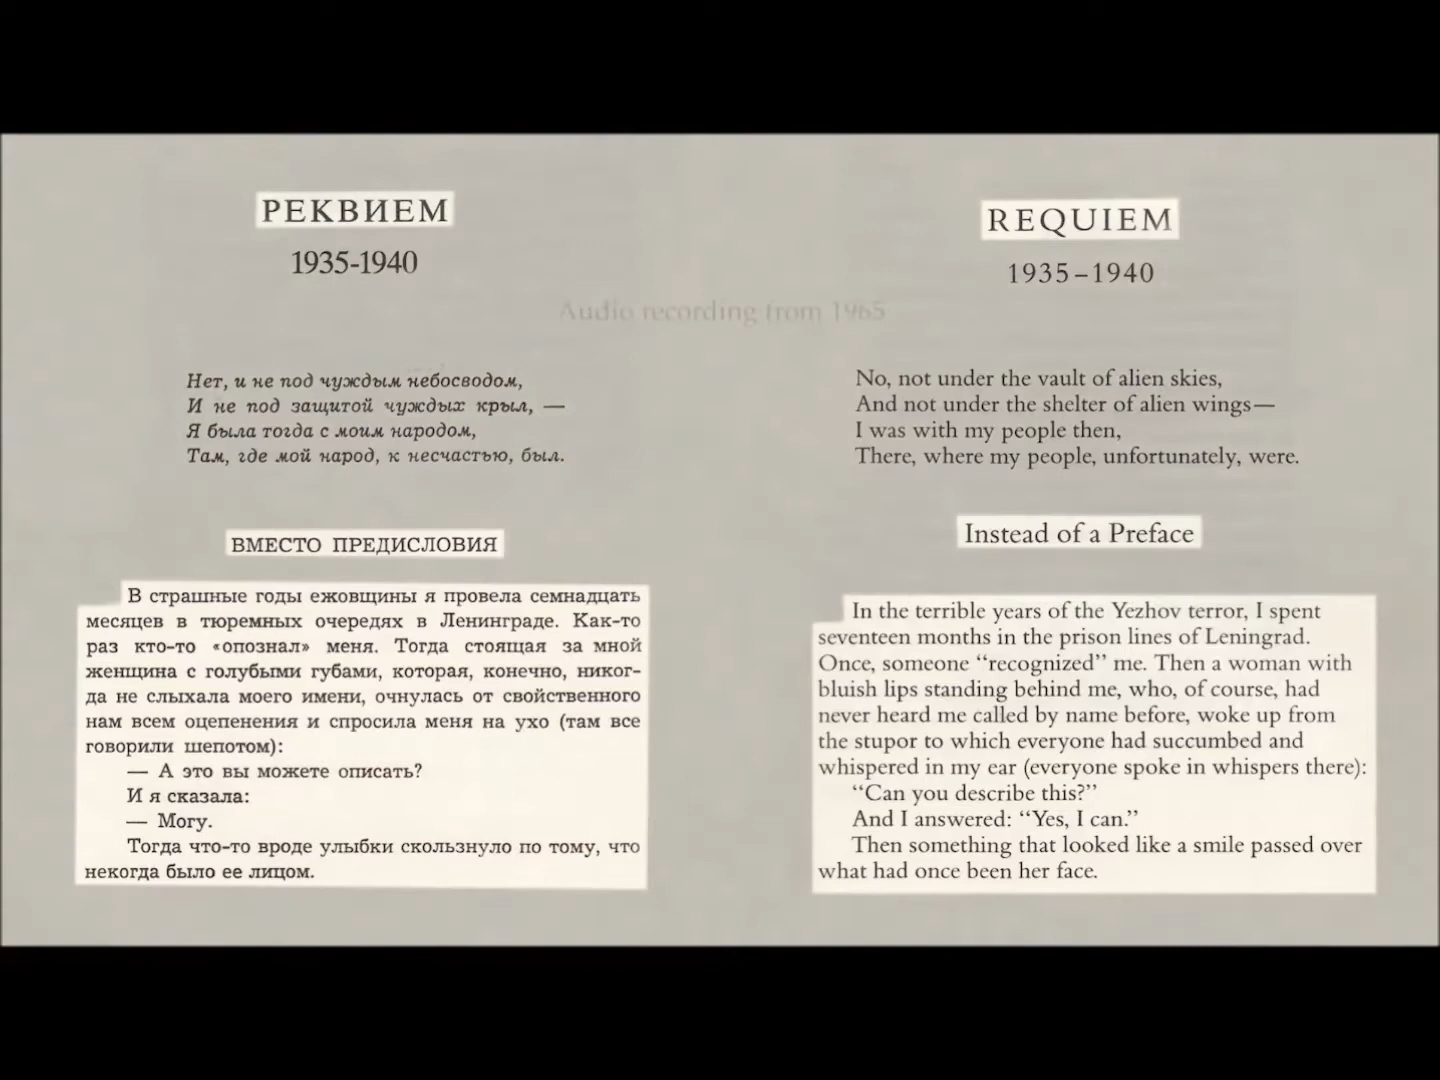 РЕКВИЕМ
1935-1940
Нет, и не под чуждым небосводом,
И не под защитой чуждых крыл, —
Я была тогда с моим народом,
Там, где мой народ, к несчастью, был.
ВМЕСТО ПРЕДИСЛОВИЯ
В страшные годы ежовщины я провела семнадцать
месяцев в тюремных очередях в Ленинграде. Как-то
раз кто-то «опознал» меня. Тогда стоящая за мной
женщина с голубыми губами, которая, конечно, никог-
да не слыхала моего имени, очнулась от свойственного
нам всем оцепенения и спросила меня на ухо (там все
говорили шепотом):
— А это вы можете описать?
И я сказала:
— Могу.
Тогда что-то вроде улыбки скользнуло по тому, что
некогда было ее лицом.
Audio recording from 1965
REQUIEM
1935–1940
No, not under the vault of alien skies,
And not under the shelter of alien wings—
I was with my people then,
There, where my people, unfortunately, were.
Instead of a Preface
In the terrible years of the Yezhov terror, I spent
seventeen months in the prison lines of Leningrad.
Once, someone “recognized” me. Then a woman with
bluish lips standing behind me, who, of course, had
never heard me called by name before, woke up from
the stupor to which everyone had succumbed and
whispered in my ear (everyone spoke in whispers there):
“Can you describe this?”
And I answered: “Yes, I can.”
Then something that looked like a smile passed over
what had once been her face.